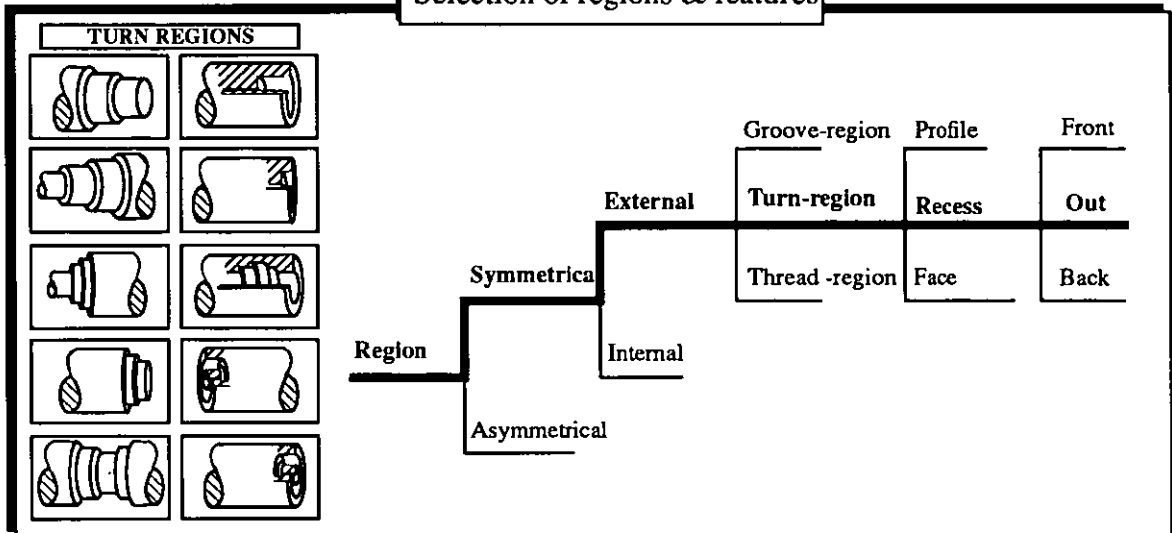 Selection of regions & features
TURN REGIONS
Groove-region Profile Front
External Turn-region Recess Out
Symmetrica Thread -region Face Back
Region Internal
Asymmetrical